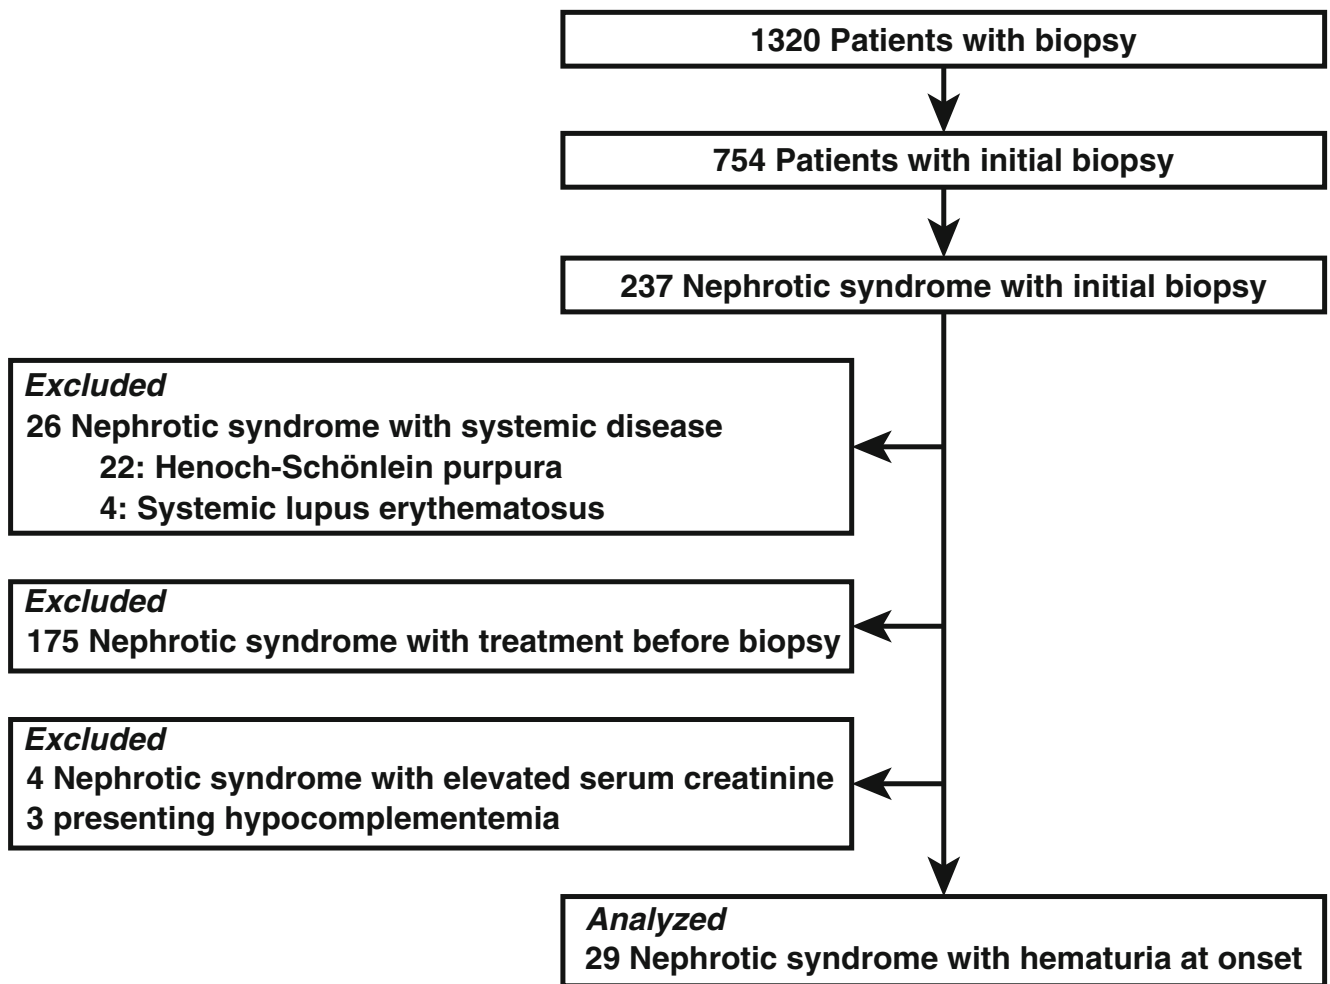 1320 Patients with biopsy
754 Patients with initial biopsy
237 Nephrotic syndrome with initial biopsy
Excluded
26 Nephrotic syndrome with systemic disease
22: Henoch-Schönlein purpura
4: Systemic lupus erythematosus
Excluded
175 Nephrotic syndrome with treatment before biopsy
Excluded
4 Nephrotic syndrome with elevated serum creatinine
3 presenting hypocomplementemia
Analyzed
29 Nephrotic syndrome with hematuria at onset